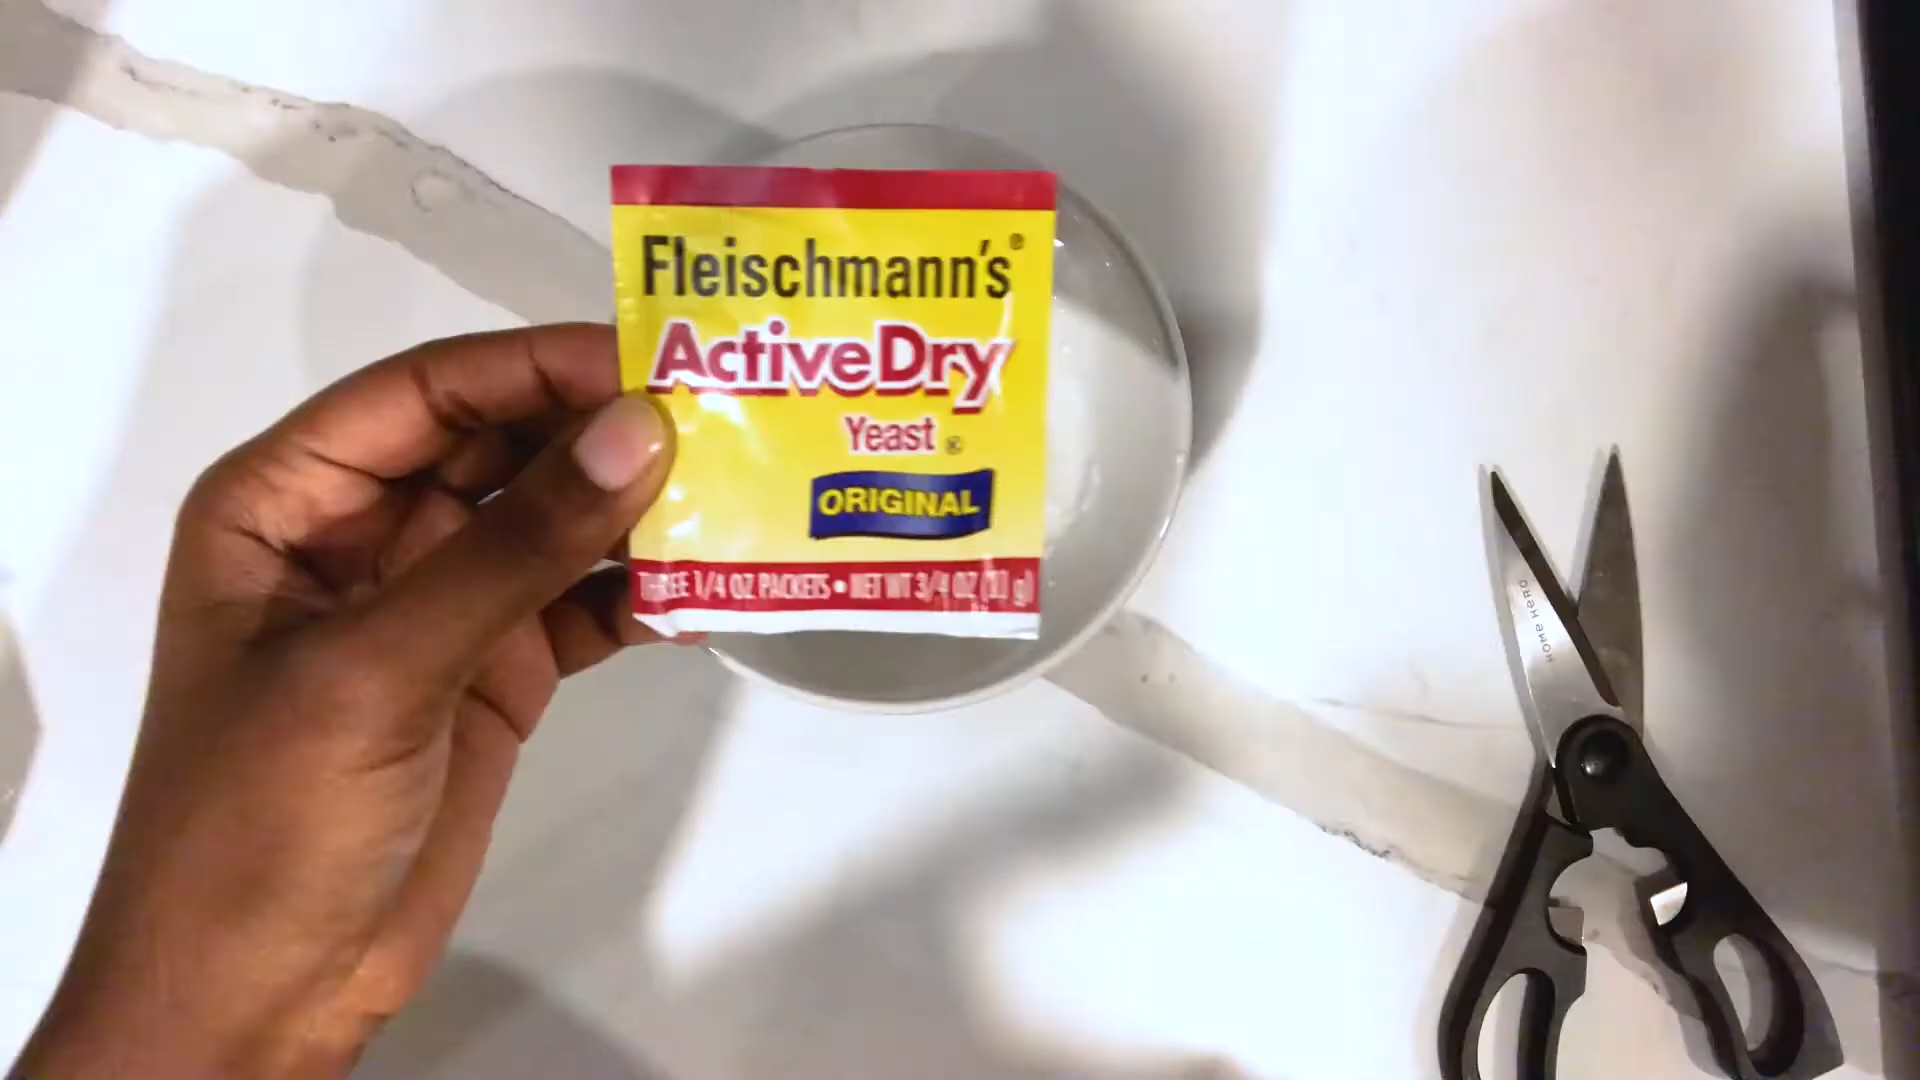 Fleischmann's®
ActiveDry
Yeast ®
ORIGINAL
THREE 1/4 OZ PACKETS • NET WT 3/4 OZ (21 g)
HOME HERO